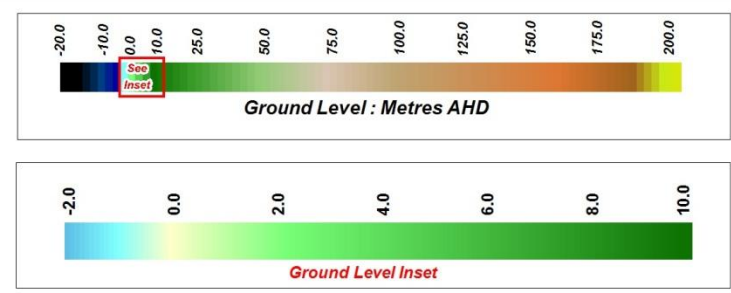 -20.0 -10.0 0.0 10.0 25.0 50.0 75.0 100.0 125.0 150.0 175.0 200.0
See
Inset
Ground Level : Metres AHD
-2.0 0.0 2.0 4.0 6.0 8.0 10.0
Ground Level Inset